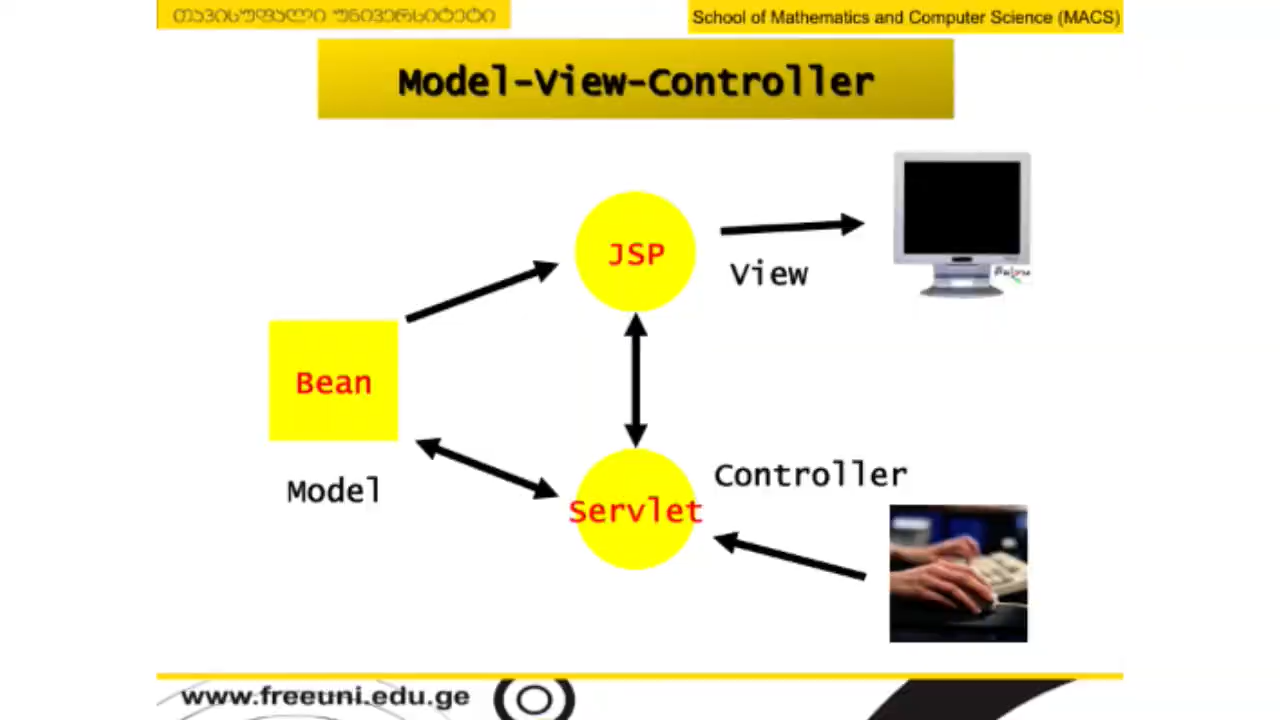 თავისუფალი უნივერსიტეტი
School of Mathematics and Computer Science (MACS)
Model-View-Controller
JSP
View
Bean
Model
Controller
Servlet
www.freeuni.edu.ge